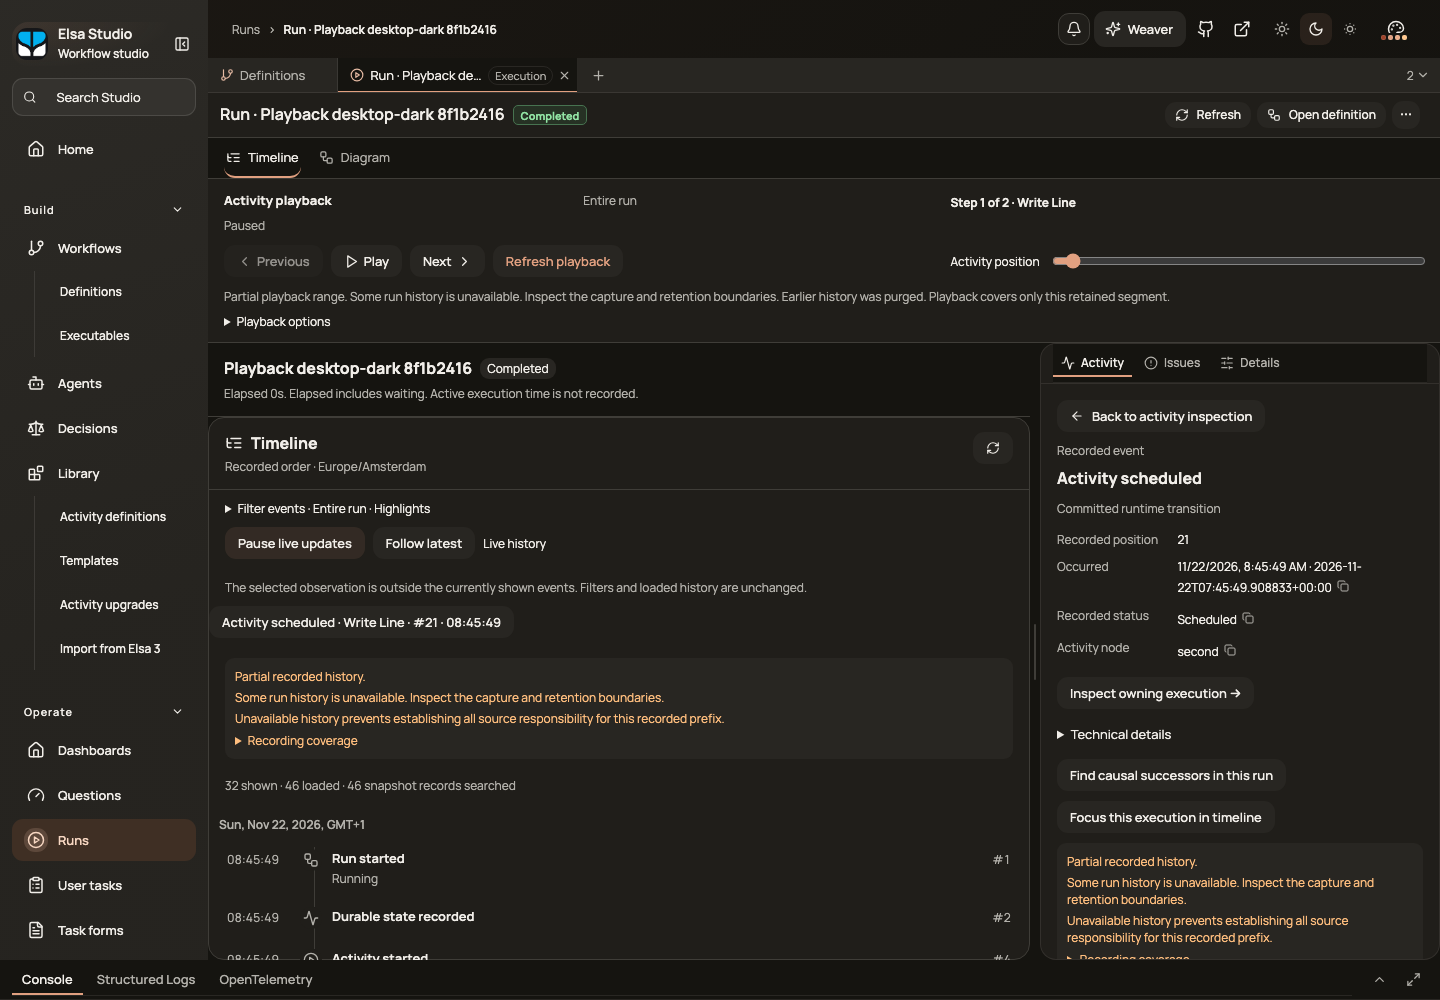 Elsa Studio
Workflow studio
Search Studio
Home
Build
Workflows
Definitions
Executables
Agents
Decisions
Library
Activity definitions
Templates
Activity upgrades
Import from Elsa 3
Operate
Dashboards
Questions
Runs
User tasks
Task forms
Runs › Run · Playback desktop-dark 8f1b2416
Weaver
Definitions
Run · Playback de... Execution
2
Run · Playback desktop-dark 8f1b2416 Completed
Refresh
Open definition
Timeline
Diagram
Activity playback
Entire run
Step 1 of 2 · Write Line
Paused
Previous
Play
Next
Refresh playback
Activity position
Partial playback range. Some run history is unavailable. Inspect the capture and retention boundaries. Earlier history was purged. Playback covers only this retained segment.
Playback options
Playback desktop-dark 8f1b2416 Completed
Elapsed 0s. Elapsed includes waiting. Active execution time is not recorded.
Timeline
Recorded order · Europe/Amsterdam
Filter events · Entire run · Highlights
Pause live updates
Follow latest
Live history
The selected observation is outside the currently shown events. Filters and loaded history are unchanged.
Activity scheduled · Write Line · #21 · 08:45:49
Partial recorded history.
Some run history is unavailable. Inspect the capture and retention boundaries.
Unavailable history prevents establishing all source responsibility for this recorded prefix.
Recording coverage
32 shown · 46 loaded · 46 snapshot records searched
Sun, Nov 22, 2026, GMT+1
08:45:49 Run started #1
Running
08:45:49 Durable state recorded #2
08:45:49 Activity started #4
Activity
Issues
Details
Back to activity inspection
Recorded event
Activity scheduled
Committed runtime transition
Recorded position 21
Occurred 11/22/2026, 8:45:49 AM · 2026-11-
22T07:45:49.908833+00:00
Recorded status Scheduled
Activity node second
Inspect owning execution →
Technical details
Find causal successors in this run
Focus this execution in timeline
Partial recorded history.
Some run history is unavailable. Inspect the capture and
retention boundaries.
Unavailable history prevents establishing all source
responsibility for this recorded prefix.
Recording coverage
Console
Structured Logs
OpenTelemetry